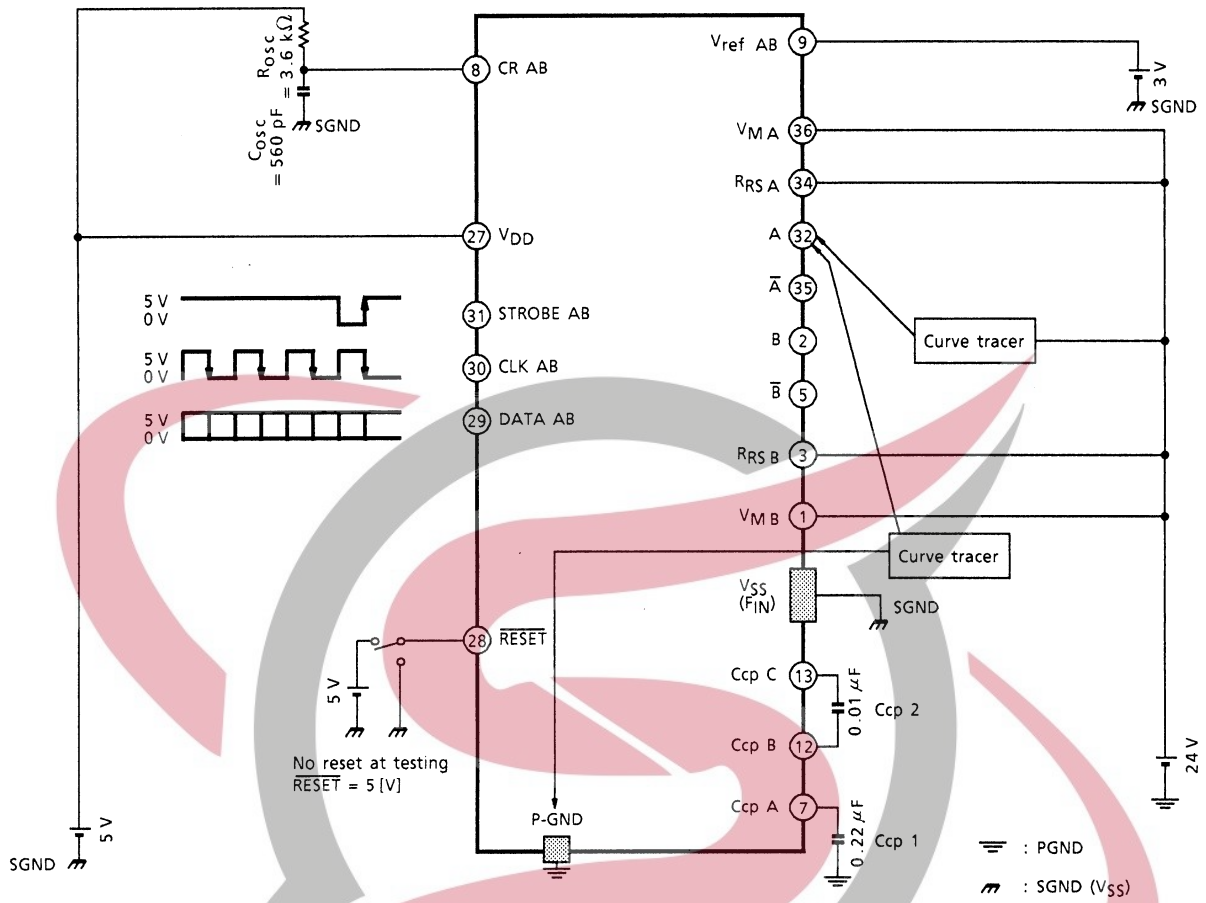 Rosc
= 3.6 kΩ
Cosc
= 560 pF
SGND
8 CR AB
27 VDD
5 V
0 V
31 STROBE AB
5 V
0 V
30 CLK AB
5 V
0 V
29 DATA AB
28 RESET
5 V
No reset at testing
RESET = 5 [V]
5 V
SGND
P-GND
Vref AB 9
3 V
SGND
VM A 36
RRS A 34
A 32
A 35
B 2
B 5
RRS B 3
VM B 1
Curve tracer
Curve tracer
VSS
(FIN)
SGND
Ccp C 13
0.01 μF
Ccp 2
Ccp B 12
Ccp A 7
0.22 μF
Ccp 1
24 V
: PGND
: SGND (VSS)